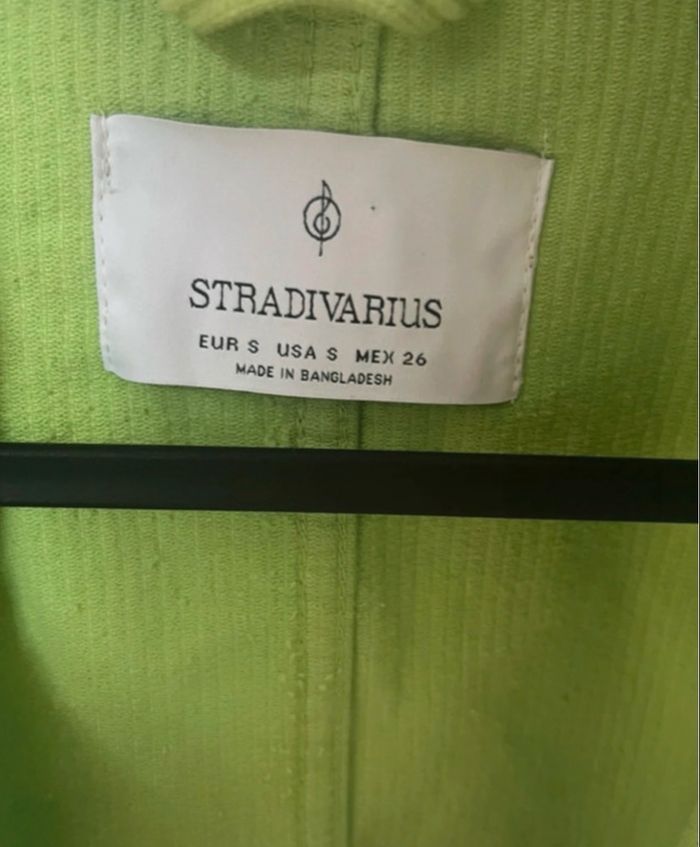 STRADIVARIUS
EUR S USA S MEX 26
MADE IN BANGLADESH